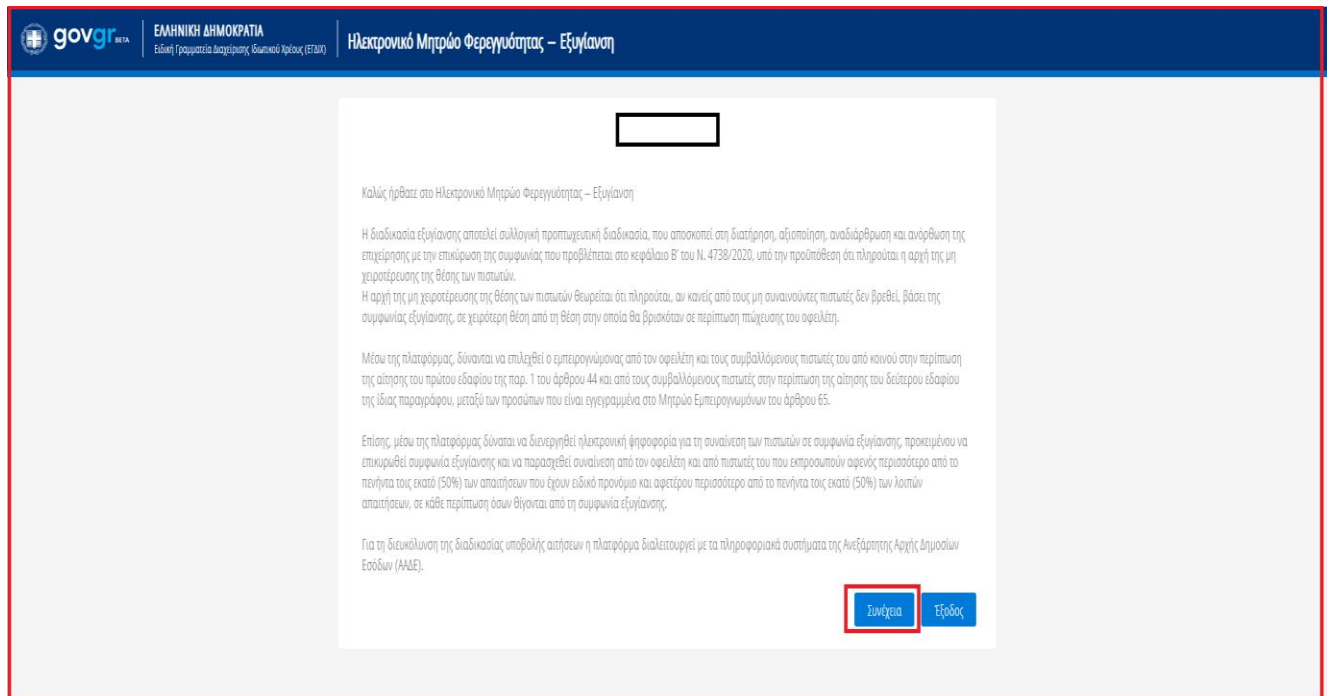 govgr BETA
ΕΛΛΗΝΙΚΗ ΔΗΜΟΚΡΑΤΙΑ
Ειδική Γραμματεία Διαχείρισης Ιδιωτικού Χρέους (ΕΓΔΙΧ)
Ηλεκτρονικό Μητρώο Φερεγγυότητας – Εξυγίανση
Καλώς ήρθατε στο Ηλεκτρονικό Μητρώο Φερεγγυότητας – Εξυγίανση
Η διαδικασία εξυγίανσης αποτελεί συλλογική προπτωχευτική διαδικασία, που αποσκοπεί στη διατήρηση, αξιοποίηση, αναδιάρθρωση και ανόρθωση της
επιχείρησης με την επικύρωση της συμφωνίας που προβλέπεται στο κεφάλαιο Β' του Ν. 4738/2020, υπό την προϋπόθεση ότι πληρούται η αρχή της μη
χειροτέρευσης της θέσης των πιστωτών.
Η αρχή της μη χειροτέρευσης της θέσης των πιστωτών θεωρείται ότι πληρούται, αν κανείς από τους μη συναινούντες πιστωτές δεν βρεθεί, βάσει της
συμφωνίας εξυγίανσης, σε χειρότερη θέση από τη θέση στην οποία θα βρισκόταν σε περίπτωση πτώχευσης του οφειλέτη.
Μέσω της πλατφόρμας, δύνανται να επιλεχθεί ο εμπειρογνώμονας από τον οφειλέτη και τους συμβαλλόμενους πιστωτές του από κοινού στην περίπτωση
της αίτησης του πρώτου εδαφίου της παρ. 1 του άρθρου 44 και από τους συμβαλλόμενους πιστωτές στην περίπτωση της αίτησης του δεύτερου εδαφίου
της ίδιας παραγράφου, μεταξύ των προσώπων που είναι εγγεγραμμένα στο Μητρώο Εμπειρογνωμόνων του άρθρου 65.
Επίσης, μέσω της πλατφόρμας δύναται να διενεργηθεί ηλεκτρονική ψηφοφορία για τη συναίνεση των πιστωτών σε συμφωνία εξυγίανσης, προκειμένου να
επικυρωθεί συμφωνία εξυγίανσης και να παρασχεθεί συναίνεση από τον οφειλέτη και από πιστωτές του που εκπροσωπούν αφενός περισσότερο από το
πενήντα τοις εκατό (50%) των απαιτήσεων που έχουν ειδικό προνόμιο και αφετέρου περισσότερο από το πενήντα τοις εκατό (50%) των λοιπών
απαιτήσεων, σε κάθε περίπτωση όσων θίγονται από τη συμφωνία εξυγίανσης.
Για τη διευκόλυνση της διαδικασίας υποβολής αιτήσεων η πλατφόρμα διαλειτουργεί με τα πληροφοριακά συστήματα της Ανεξάρτητης Αρχής Δημοσίων
Εσόδων (ΑΑΔΕ).
Συνέχεια Έξοδος